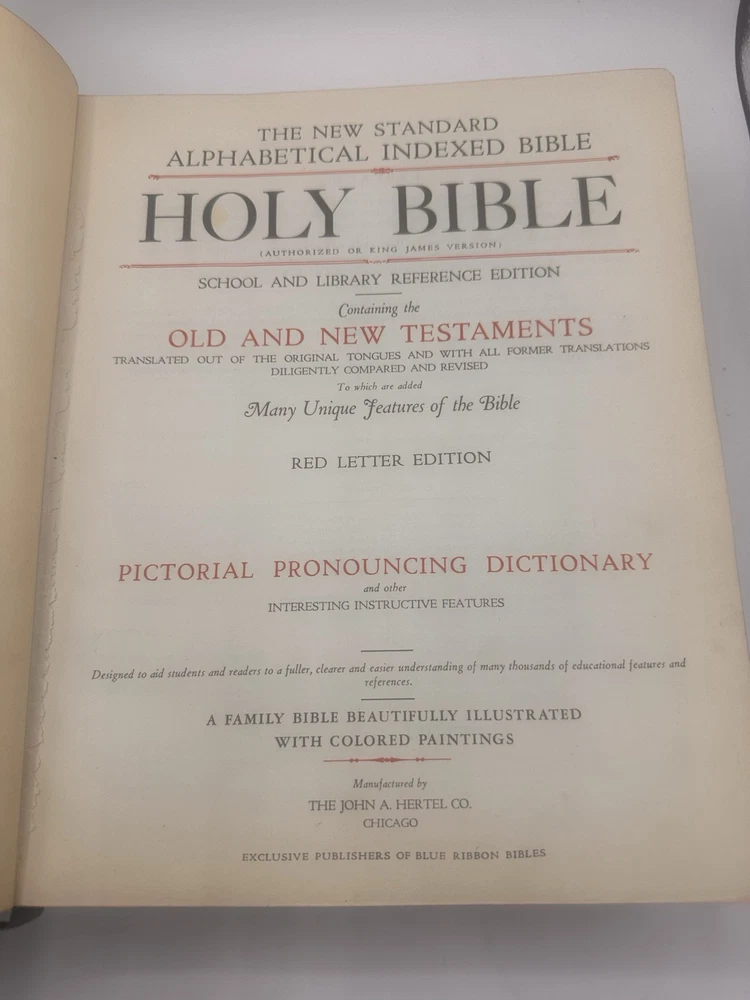 THE NEW STANDARD
ALPHABETICAL INDEXED BIBLE
HOLY BIBLE
(AUTHORIZED OR KING JAMES VERSION)
SCHOOL AND LIBRARY REFERENCE EDITION
Containing the
OLD AND NEW TESTAMENTS
TRANSLATED OUT OF THE ORIGINAL TONGUES AND WITH ALL FORMER TRANSLATIONS
DILIGENTLY COMPARED AND REVISED
To which are added
Many Unique Features of the Bible
RED LETTER EDITION
PICTORIAL PRONOUNCING DICTIONARY
and other
INTERESTING INSTRUCTIVE FEATURES
Designed to aid students and readers to a fuller, clearer and easier understanding of many thousands of educational features and
references.
A FAMILY BIBLE BEAUTIFULLY ILLUSTRATED
WITH COLORED PAINTINGS
Manufactured by
THE JOHN A. HERTEL CO.
CHICAGO
EXCLUSIVE PUBLISHERS OF BLUE RIBBON BIBLES